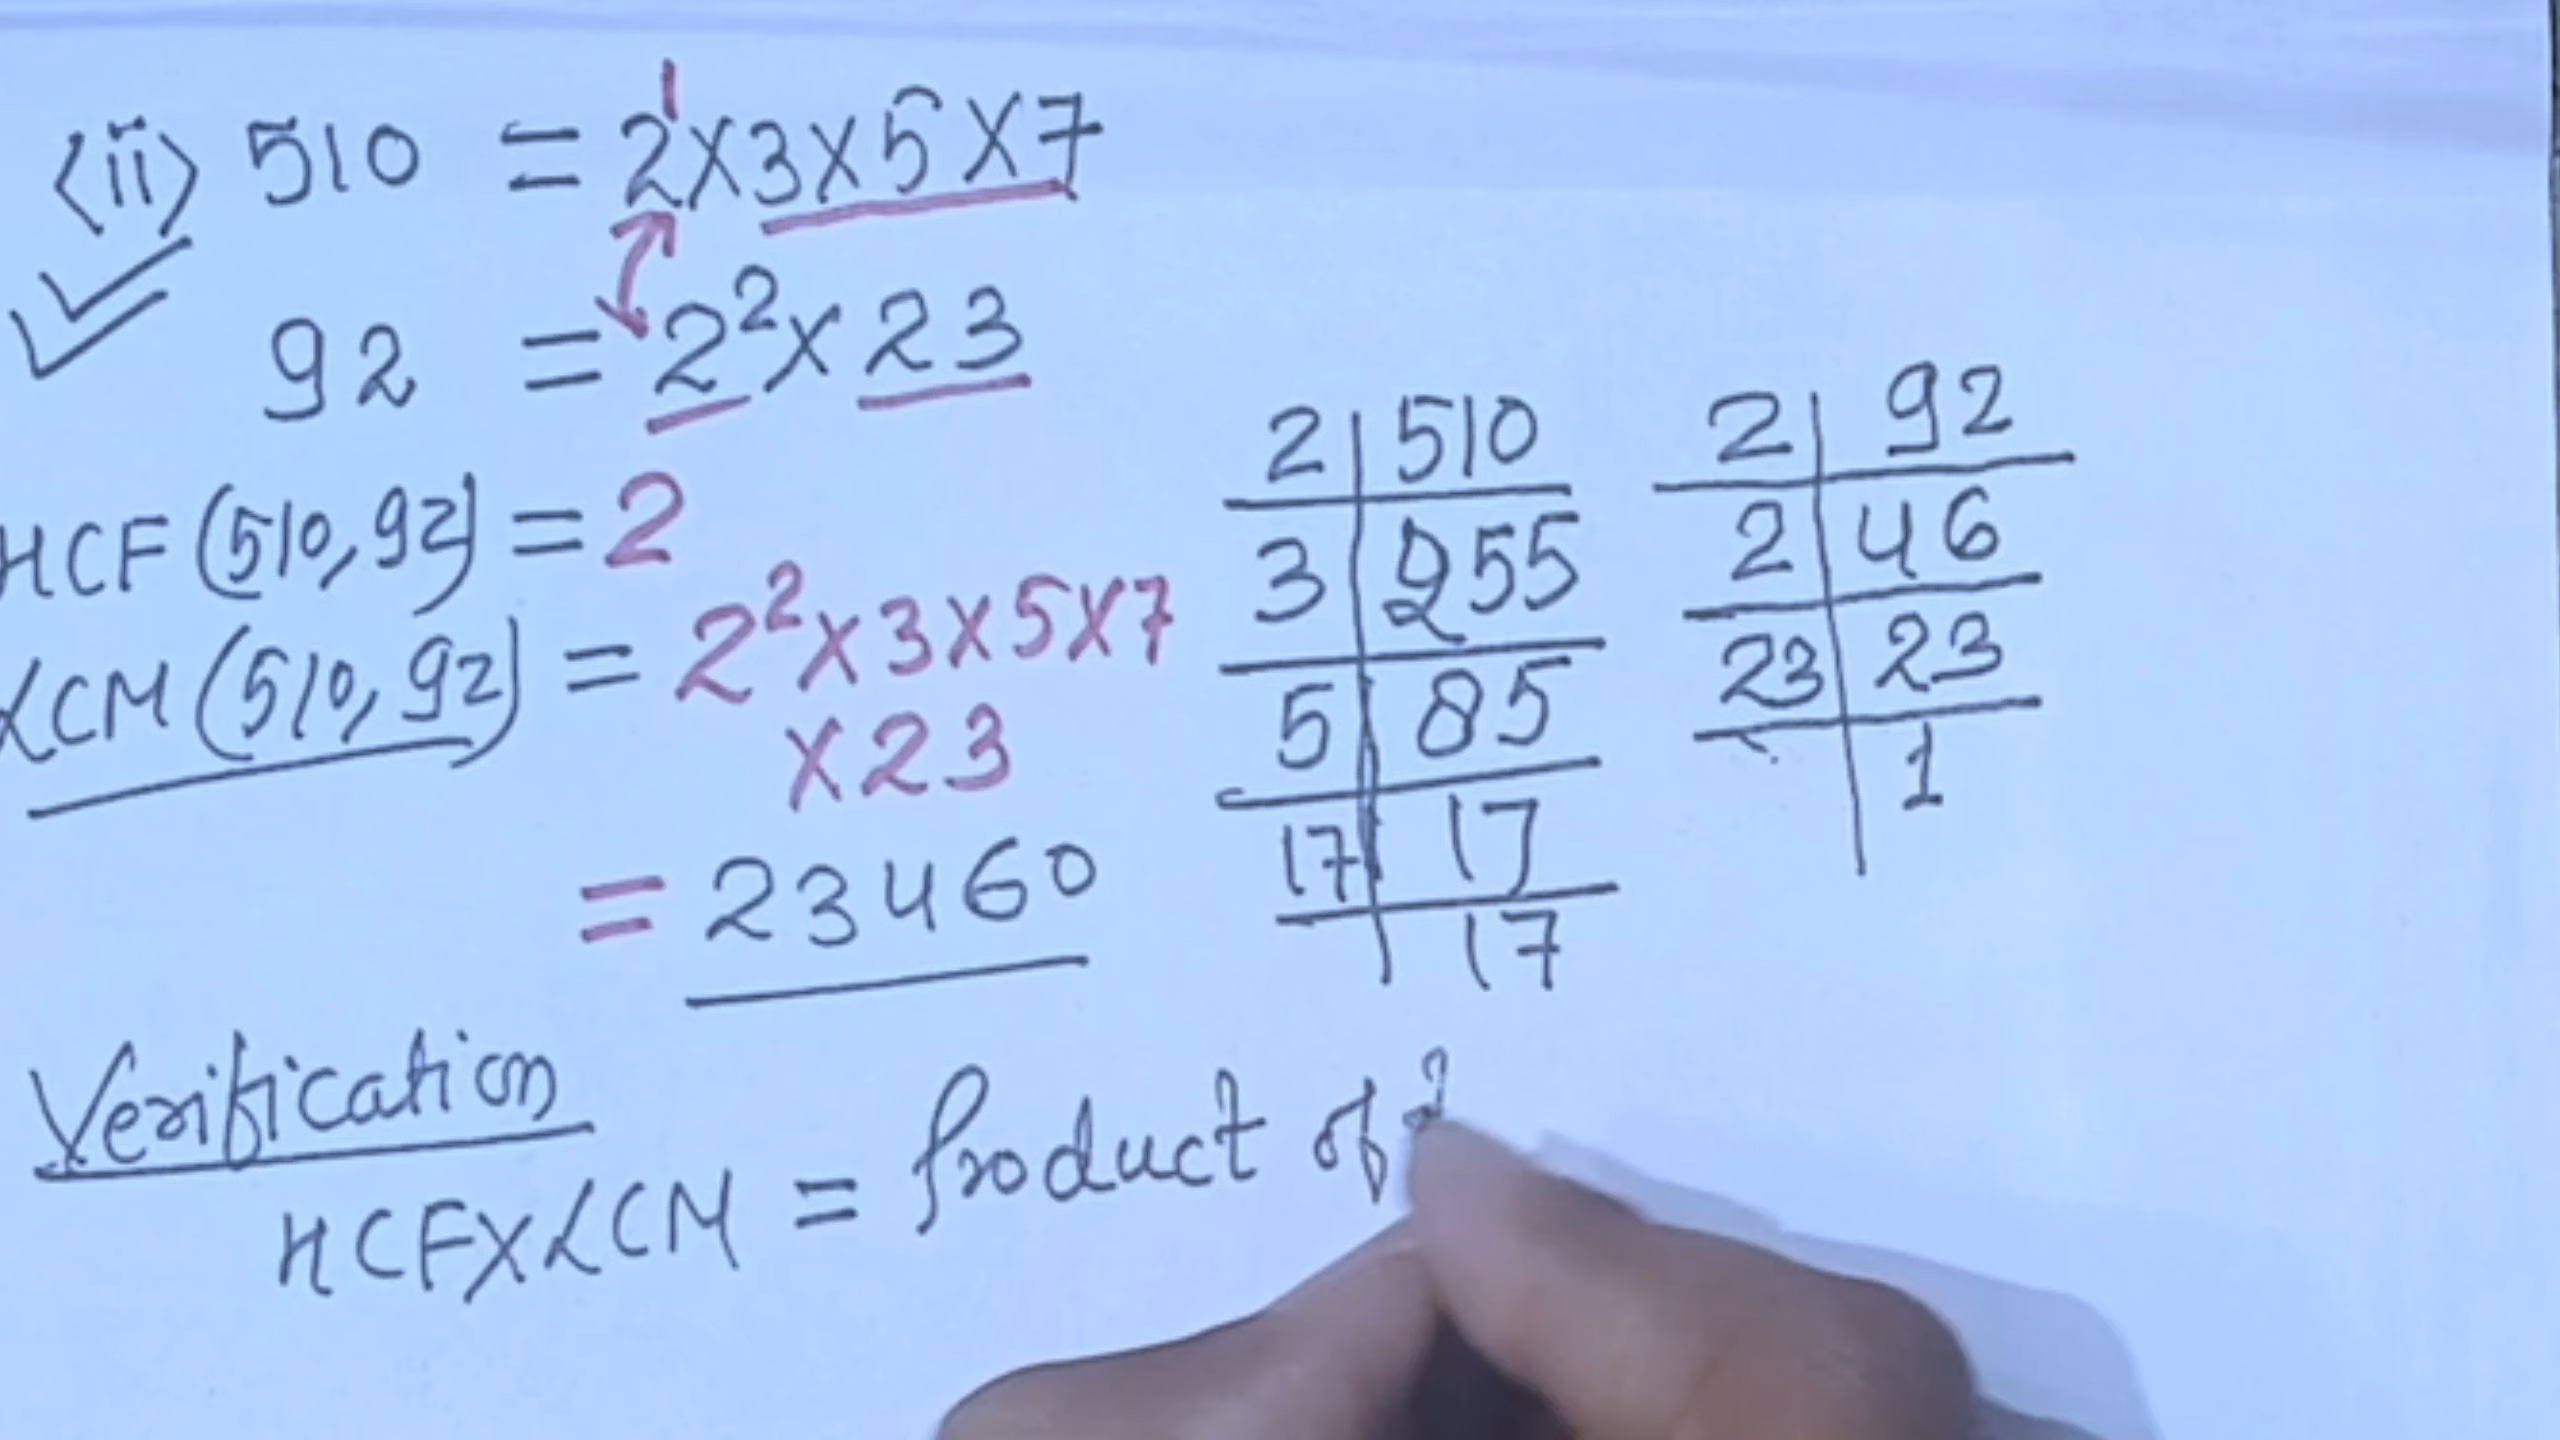 (ii) 510 = 2¹×3×5×7
92 = 2²×23
HCF (510,92) = 2
LCM (510,92) = 2²×3×5×7
×23
= 23460
2 | 510
3 | 255
5 | 85
17 | 17
17
2 | 92
2 | 46
23 | 23
1
Verification
HCF×LCM = Product of